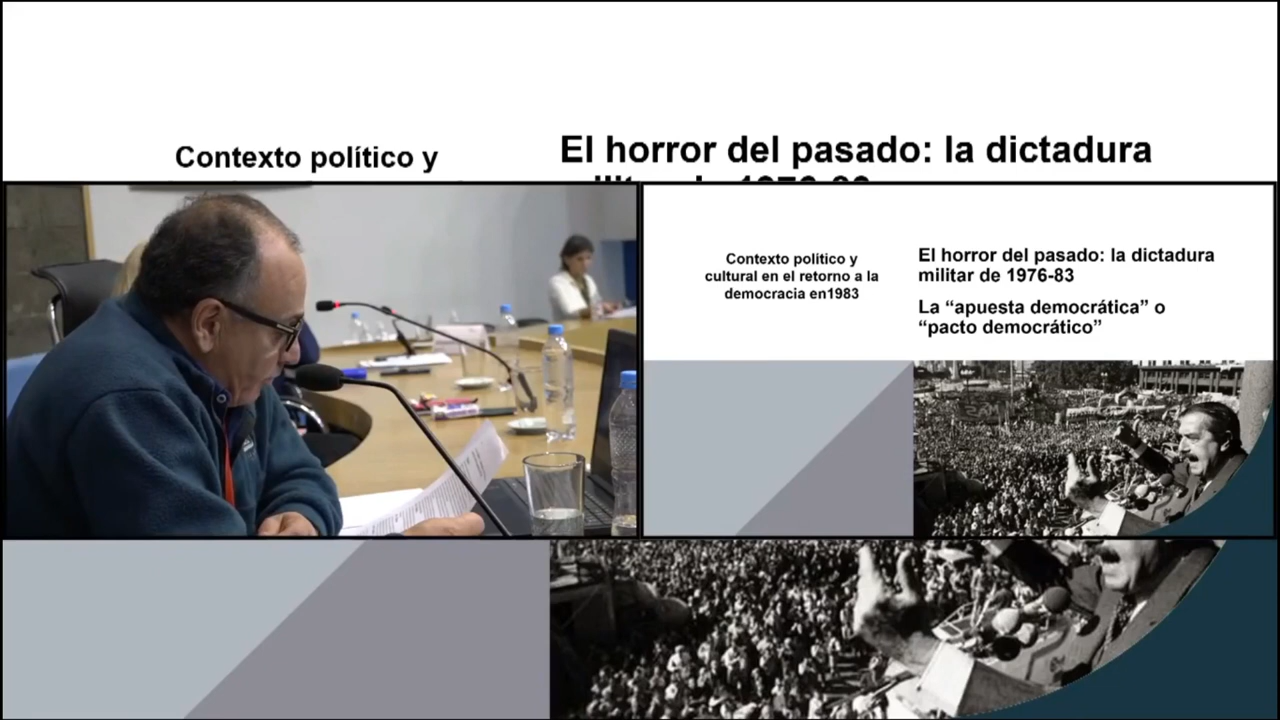 Contexto político y
El horror del pasado: la dictadura
Contexto político y
cultural en el retorno a la
democracia en1983
El horror del pasado: la dictadura
militar de 1976-83
La “apuesta democrática” o
“pacto democrático”